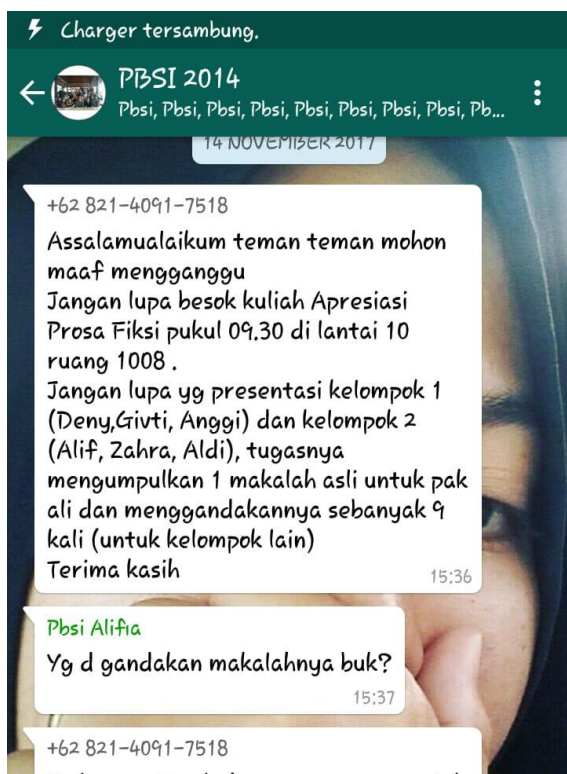 Charger tersambung.
PBSI 2014
Pbsi, Pbsi, Pbsi, Pbsi, Pbsi, Pbsi, Pbsi, Pbsi, Pb...
14 NOVEMBER 2017
+62 821-4091-7518
Assalamualaikum teman teman mohon
maaf mengganggu
Jangan lupa besok kuliah Apresiasi
Prosa Fiksi pukul 09.30 di lantai 10
ruang 1008 .
Jangan lupa yg presentasi kelompok 1
(Deny,Givti, Anggi) dan kelompok 2
(Alif, Zahra, Aldi), tugasnya
mengumpulkan 1 makalah asli untuk pak
ali dan menggandakannya sebanyak 9
kali (untuk kelompok lain)
Terima kasih
15:36
Pbsi Alifia
Yg d gandakan makalahnya buk?
15:37
+62 821-4091-7518